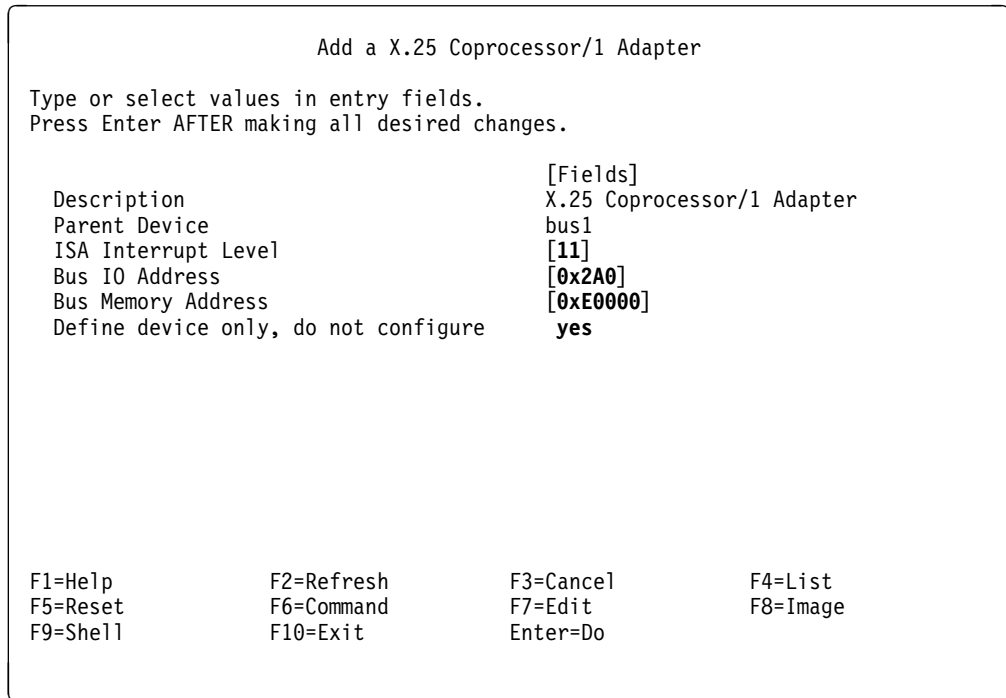 Add a X.25 Coprocessor/1 Adapter
Type or select values in entry fields.
Press Enter AFTER making all desired changes.
[Fields]
Description X.25 Coprocessor/1 Adapter
Parent Device bus1
ISA Interrupt Level [11]
Bus IO Address [0x2A0]
Bus Memory Address [0xE0000]
Define device only, do not configure yes
F1=Help F2=Refresh F3=Cancel F4=List
F5=Reset F6=Command F7=Edit F8=Image
F9=Shell F10=Exit Enter=Do